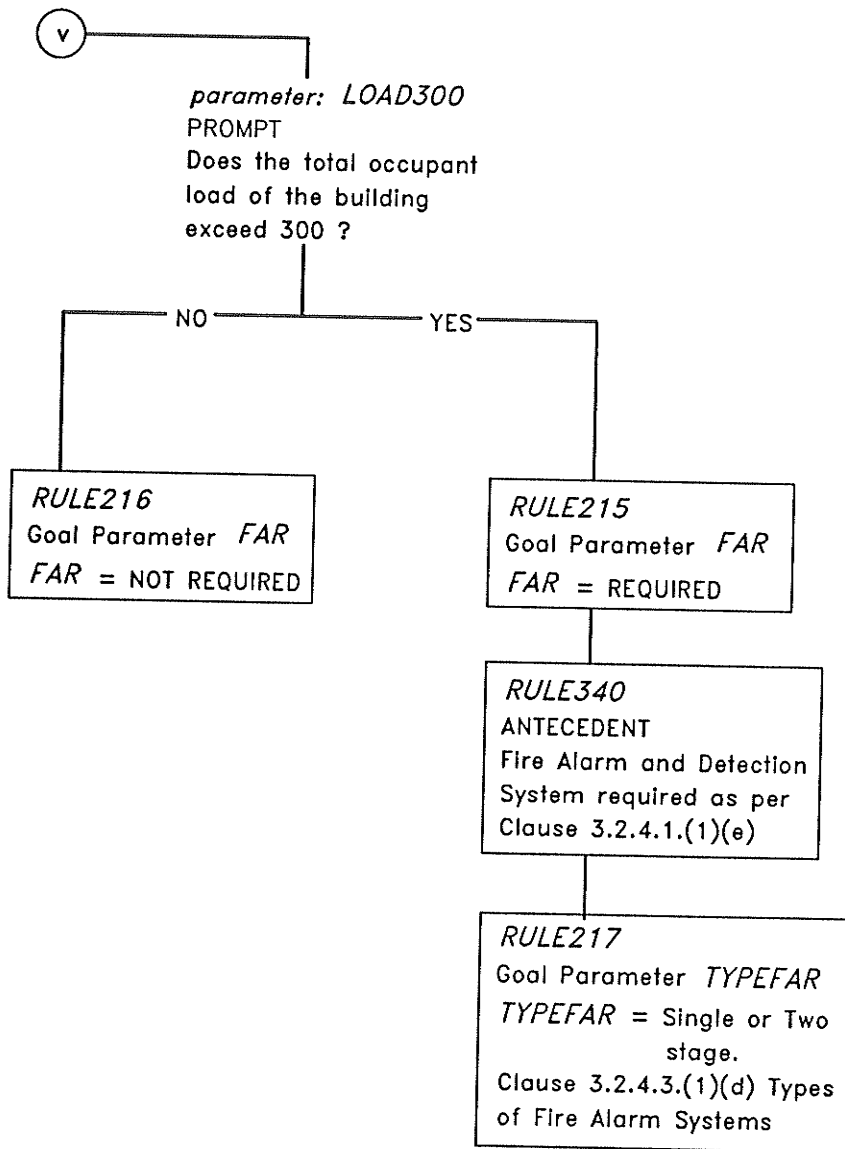 v
parameter: LOAD300
PROMPT
Does the total occupant
load of the building
exceed 300 ?
NO
YES
RULE216
Goal Parameter FAR
FAR = NOT REQUIRED
RULE215
Goal Parameter FAR
FAR = REQUIRED
RULE340
ANTECEDENT
Fire Alarm and Detection
System required as per
Clause 3.2.4.1.(1)(e)
RULE217
Goal Parameter TYPEFAR
TYPEFAR = Single or Two
stage.
Clause 3.2.4.3.(1)(d) Types
of Fire Alarm Systems